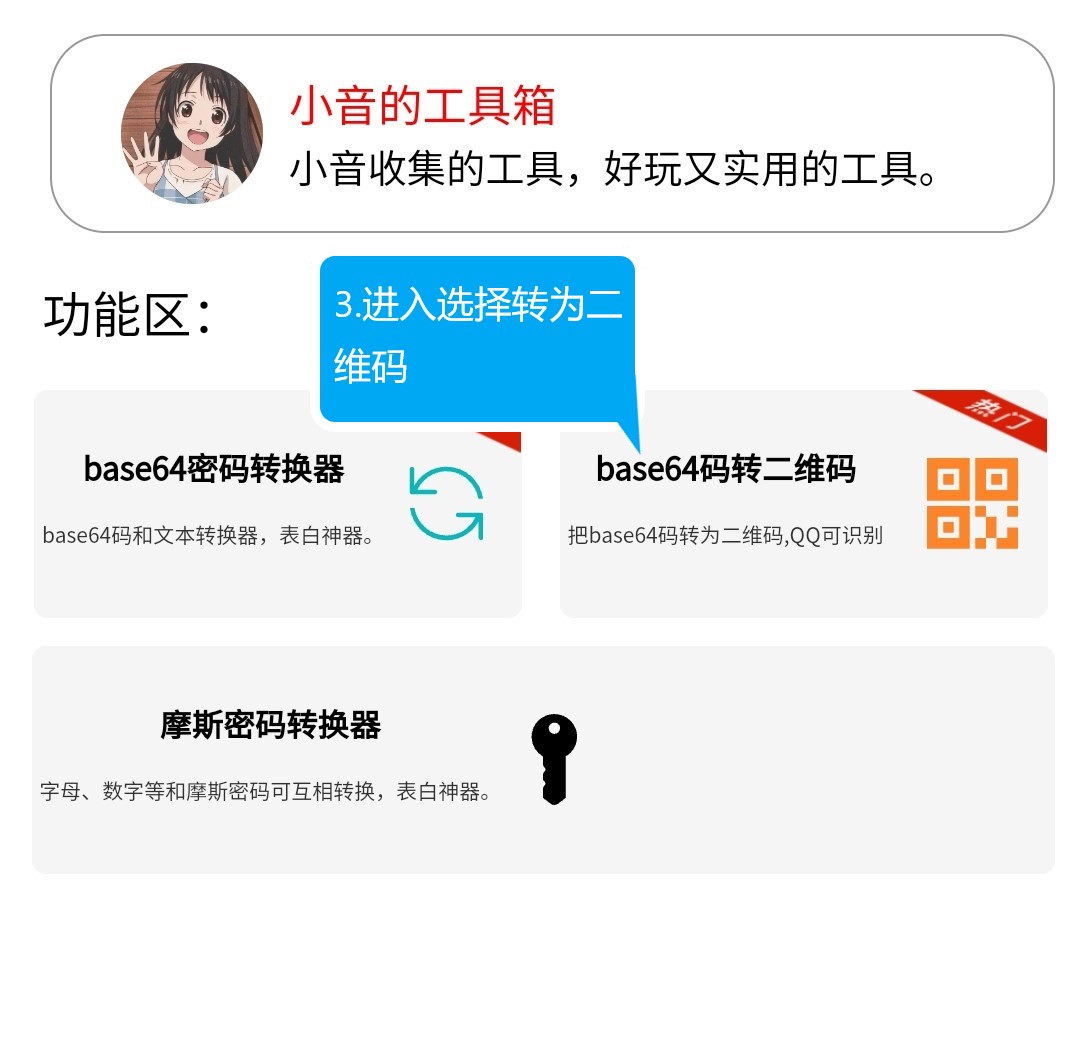 小音的工具箱
小音收集的工具，好玩又实用的工具。
3.进入选择转为二
维码
功能区：
热门
base64密码转换器
base64码和文本转换器，表白神器。
base64码转二维码
把base64码转为二维码,QQ可识别
摩斯密码转换器
字母、数字等和摩斯密码可互相转换，表白神器。